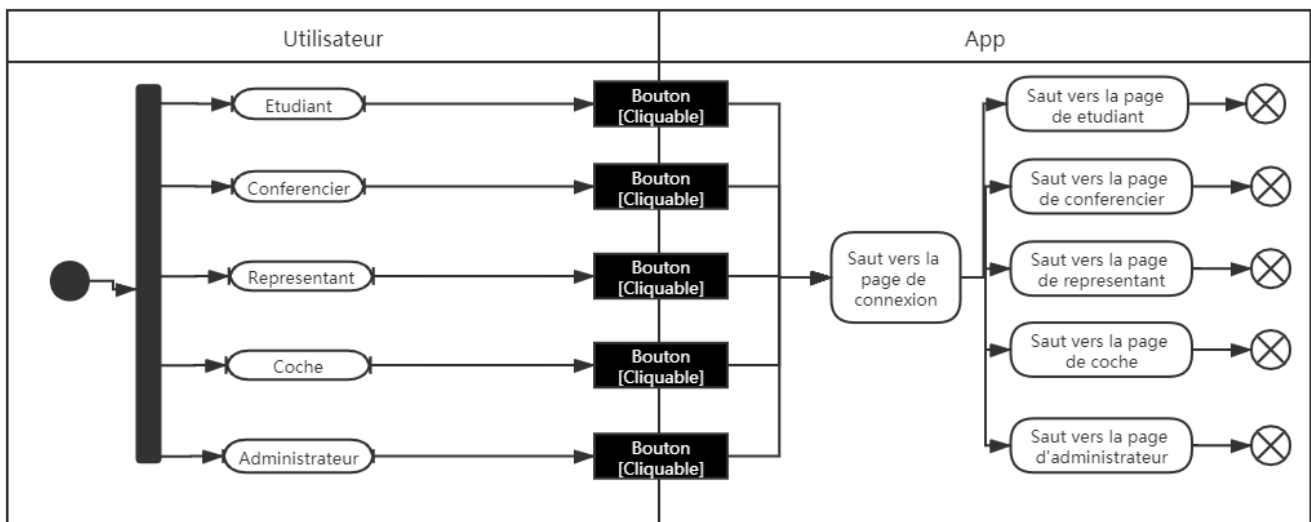 Utilisateur
App
Etudiant
Bouton
[Cliquable]
Saut vers la page
de etudiant
Conferencier
Bouton
[Cliquable]
Saut vers la page
de conferencier
Representant
Bouton
[Cliquable]
Saut vers la
page de
connexion
Saut vers la page
de representant
Coche
Bouton
[Cliquable]
Saut vers la page
de coche
Administrateur
Bouton
[Cliquable]
Saut vers la page
d'administrateur